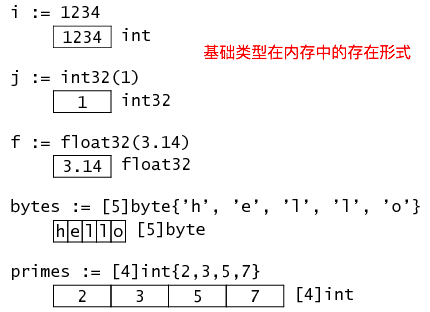 i := 1234
1234 int
基础类型在内存中的存在形式
j := int32(1)
1 int32
f := float32(3.14)
3.14 float32
bytes := [5]byte{’h’, ’e’, ’l’, ’l’, ’o’}
h e l l o [5]byte
primes := [4]int{2,3,5,7}
2 3 5 7 [4]int